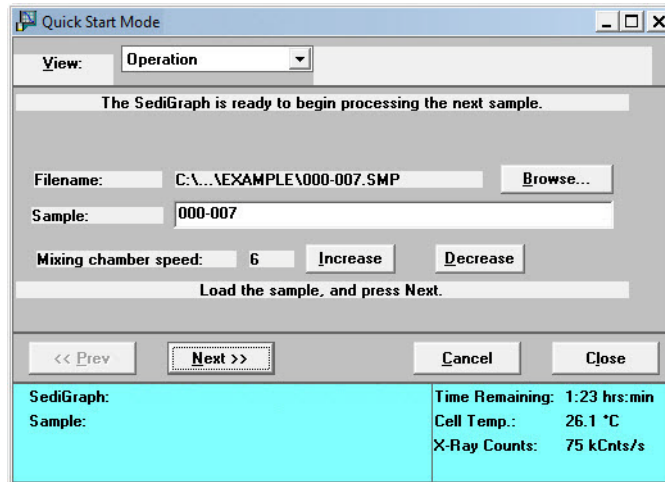 Quick Start Mode
View: Operation
The SediGraph is ready to begin processing the next sample.
Filename: C:\...\EXAMPLE\000-007.SMP Browse...
Sample: 000-007
Mixing chamber speed: 6 Increase Decrease
Load the sample, and press Next.
<< Prev Next >> Cancel Close
SediGraph: Time Remaining: 1:23 hrs:min
Sample: Cell Temp.: 26.1 °C
X-Ray Counts: 75 kCnts/s